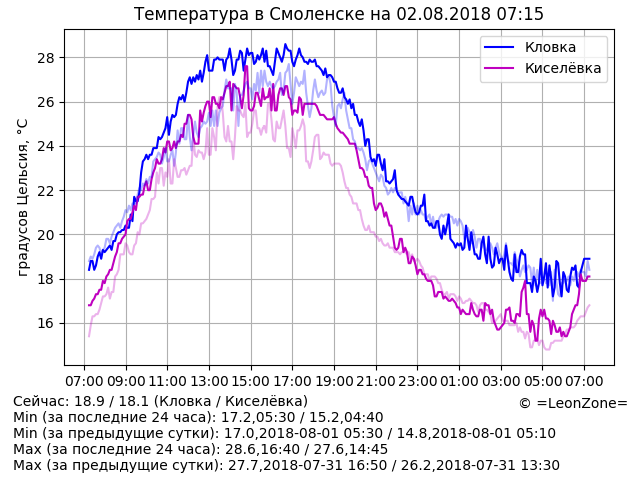 Температура в Смоленске на 02.08.2018 07:15
Кловка
Киселёвка
градусов Цельсия, °C
28
26
24
22
20
18
16
07:00 09:00 11:00 13:00 15:00 17:00 19:00 21:00 23:00 01:00 03:00 05:00 07:00
Сейчас: 18.9 / 18.1 (Кловка / Киселёвка)
© =LeonZone=
Min (за последние 24 часа): 17.2,05:30 / 15.2,04:40
Min (за предыдущие сутки): 17.0,2018-08-01 05:30 / 14.8,2018-08-01 05:10
Max (за последние 24 часа): 28.6,16:40 / 27.6,14:45
Max (за предыдущие сутки): 27.7,2018-07-31 16:50 / 26.2,2018-07-31 13:30